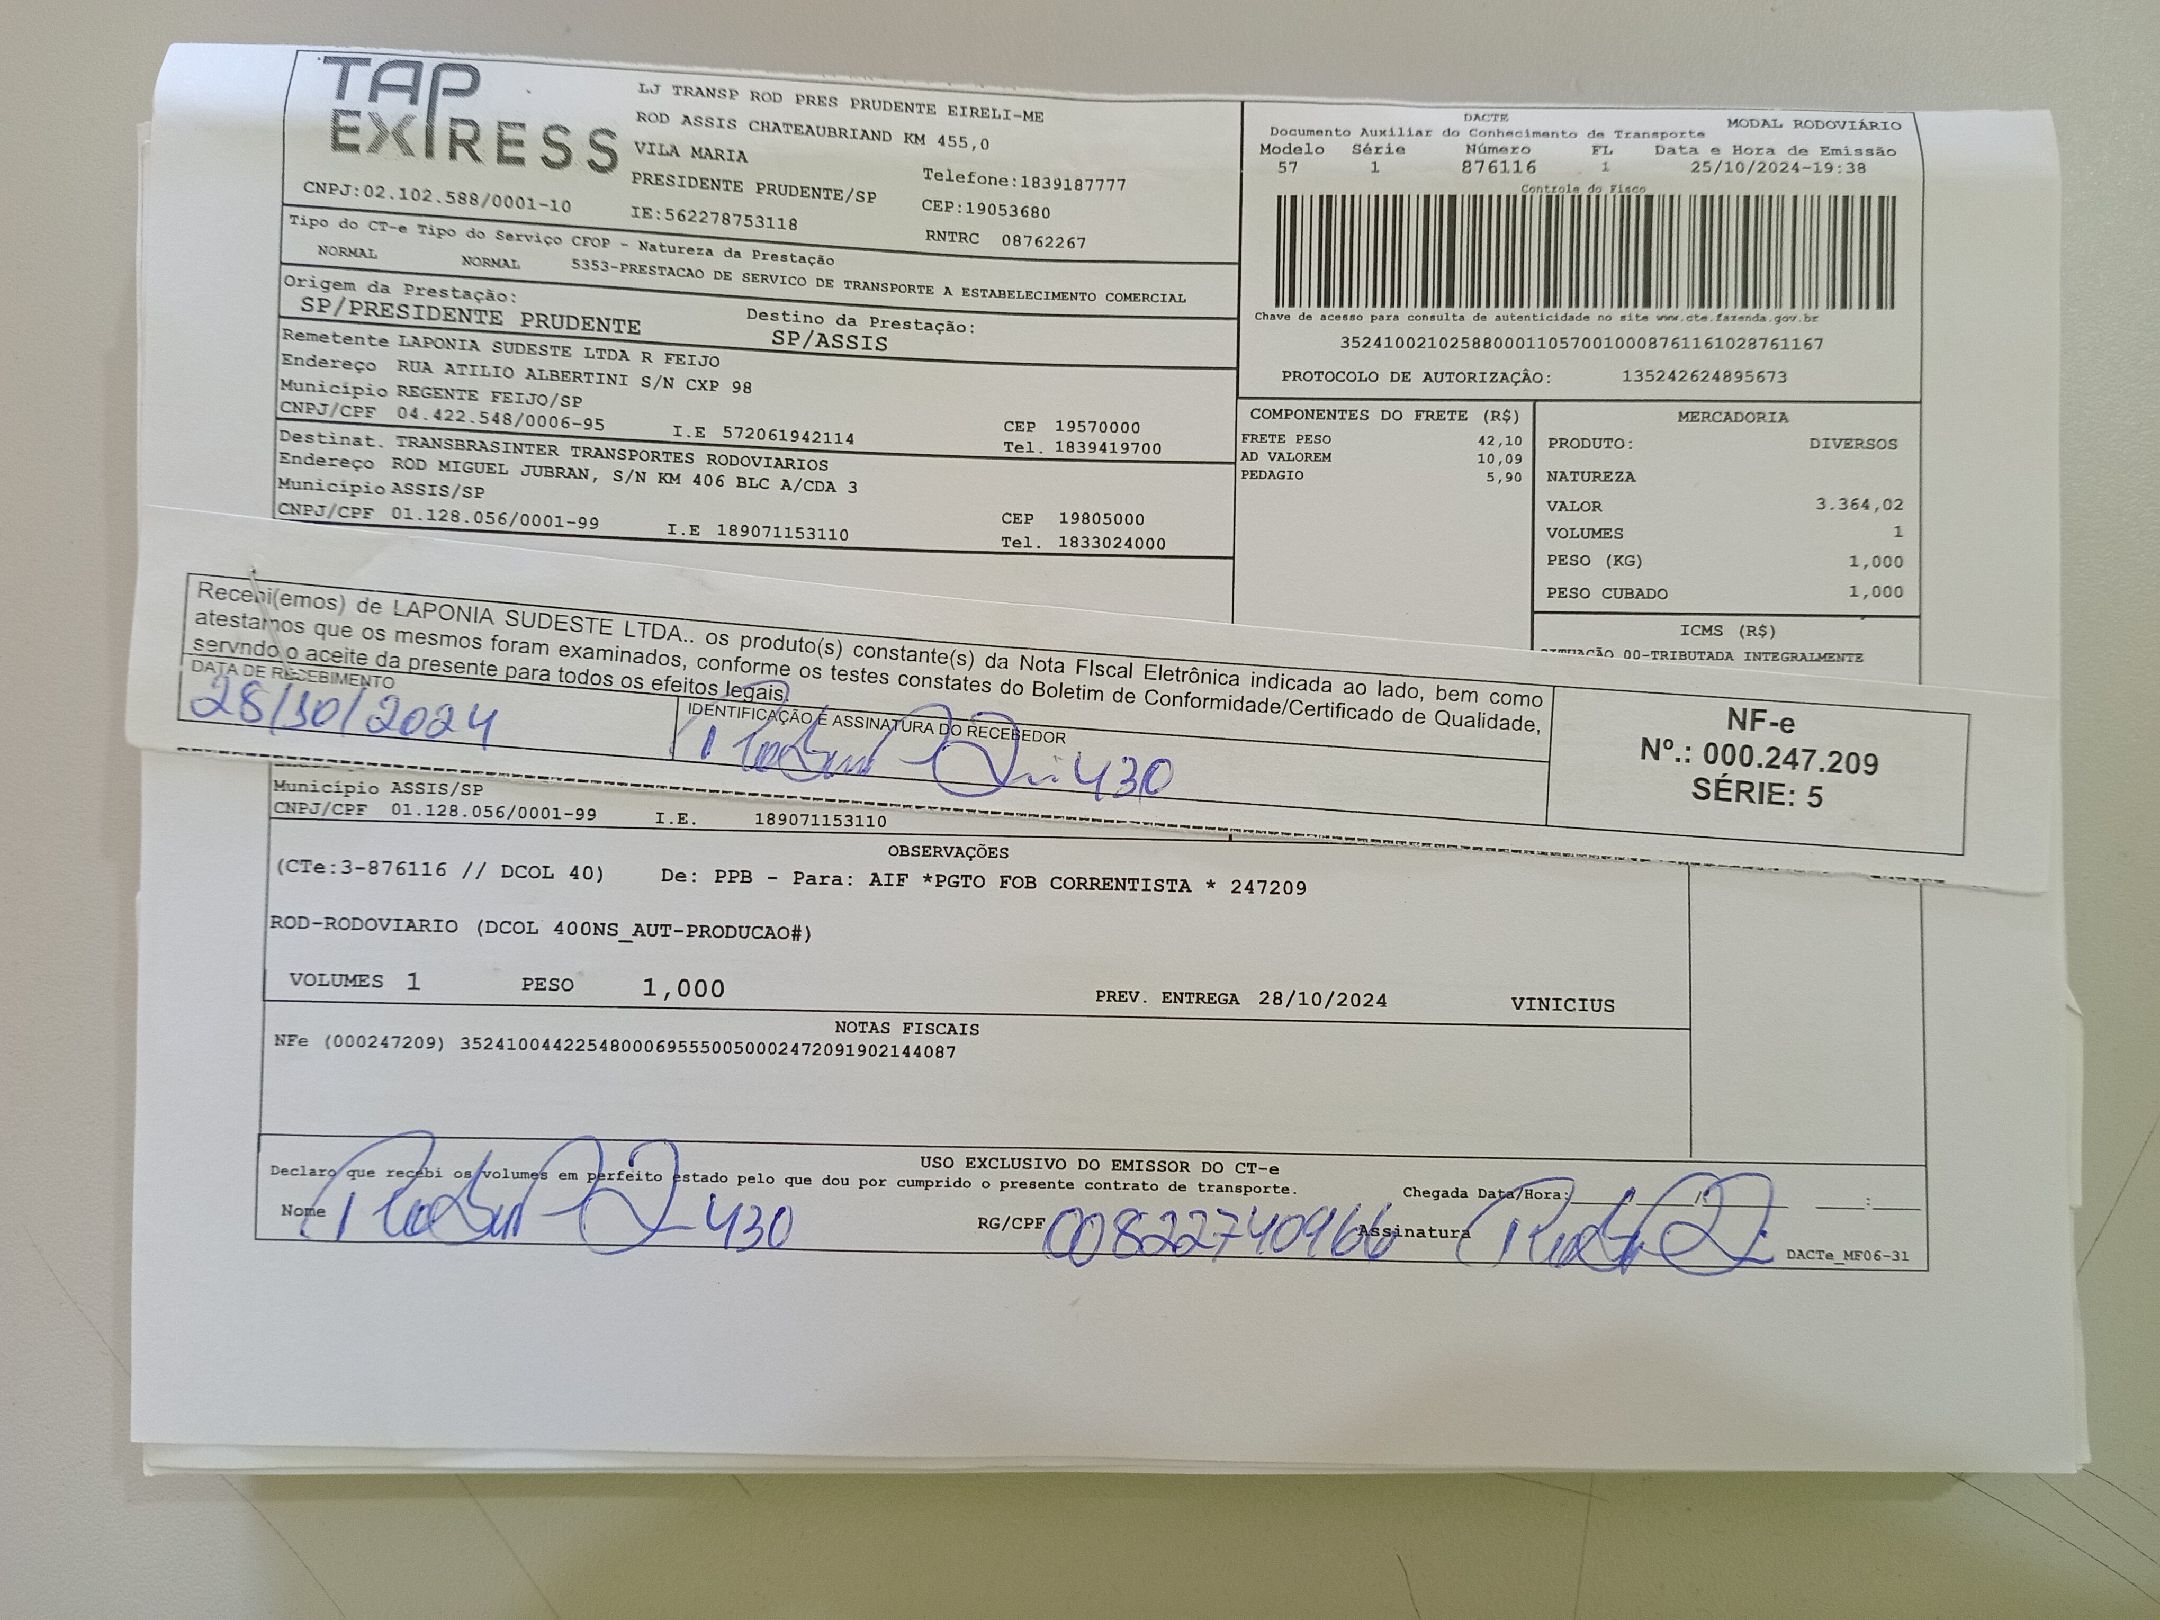 TAP
EXPRESS
CNPJ:02.102.588/0001-10
LJ TRANSP ROD PRES PRUDENTE EIRELI-ME
ROD ASSIS CHATEAUBRIAND KM 455,0
VILA MARIA
PRESIDENTE PRUDENTE/SP
IE:562278753118
Telefone:1839187777
CEP:19053680
RNTRC 08762267
Tipo do CT-e Tipo do Serviço CFOP - Natureza da Prestação
NORMAL NORMAL 5353-PRESTACAO DE SERVICO DE TRANSPORTE A ESTABELECIMENTO COMERCIAL
Origem da Prestação:
SP/PRESIDENTE PRUDENTE
Destino da Prestação:
SP/ASSIS
Remetente LAPONIA SUDESTE LTDA R FEIJO
Endereço RUA ATILIO ALBERTINI S/N CXP 98
Município REGENTE FEIJO/SP
CNPJ/CPF 04.422.548/0006-95 I.E 572061942114
CEP 19570000
Tel. 1839419700
Destinat. TRANSBRASINTER TRANSPORTES RODOVIARIOS
Endereço ROD MIGUEL JUBRAN, S/N KM 406 BLC A/CDA 3
Município ASSIS/SP
CNPJ/CPF 01.128.056/0001-99 I.E 189071153110
CEP 19805000
Tel. 1833024000
DACTE
Documento Auxiliar do Conhecimento de Transporte
MODAL RODOVIÁRIO
Modelo Série Número FL Data e Hora de Emissão
57 1 876116 1 25/10/2024-19:38
Controle do Fisco
Chave de acesso para consulta de autenticidade no site www.cte.fazenda.gov.br
35241002102588000110570010008761161028761167
PROTOCOLO DE AUTORIZAÇÃO: 135242624895673
COMPONENTES DO FRETE (R$)
FRETE PESO 42,10
AD VALOREM 10,09
PEDAGIO 5,90
MERCADORIA
PRODUTO: DIVERSOS
NATUREZA
VALOR 3.364,02
VOLUMES 1
PESO (KG) 1,000
PESO CUBADO 1,000
ICMS (R$)
SITUAÇÃO 00-TRIBUTADA INTEGRALMENTE
Recebi(emos) de LAPONIA SUDESTE LTDA.. os produto(s) constante(s) da Nota FIscal Eletrônica indicada ao lado, bem como
atestamos que os mesmos foram examinados, conforme os testes constates do Boletim de Conformidade/Certificado de Qualidade,
servndo o aceite da presente para todos os efeitos legais.
DATA DE RECEBIMENTO
28/10/2024
IDENTIFICAÇÃO E ASSINATURA DO RECEBEDOR
430
NF-e
Nº.: 000.247.209
SÉRIE: 5
Município ASSIS/SP
CNPJ/CPF 01.128.056/0001-99 I.E. 189071153110
OBSERVAÇÕES
(CTe:3-876116 // DCOL 40) De: PPB - Para: AIF *PGTO FOB CORRENTISTA * 247209
ROD-RODOVIARIO (DCOL 400NS_AUT-PRODUCAO#)
VOLUMES 1 PESO 1,000 PREV. ENTREGA 28/10/2024 VINICIUS
NOTAS FISCAIS
NFe (000247209) 35241004422548000695550050002472091902144087
USO EXCLUSIVO DO EMISSOR DO CT-e
Declaro que recebi os volumes em perfeito estado pelo que dou por cumprido o presente contrato de transporte.
Chegada Data/Hora: / :
Nome 430 RG/CPF 00822740966 Assinatura
DACTe_MF06-31